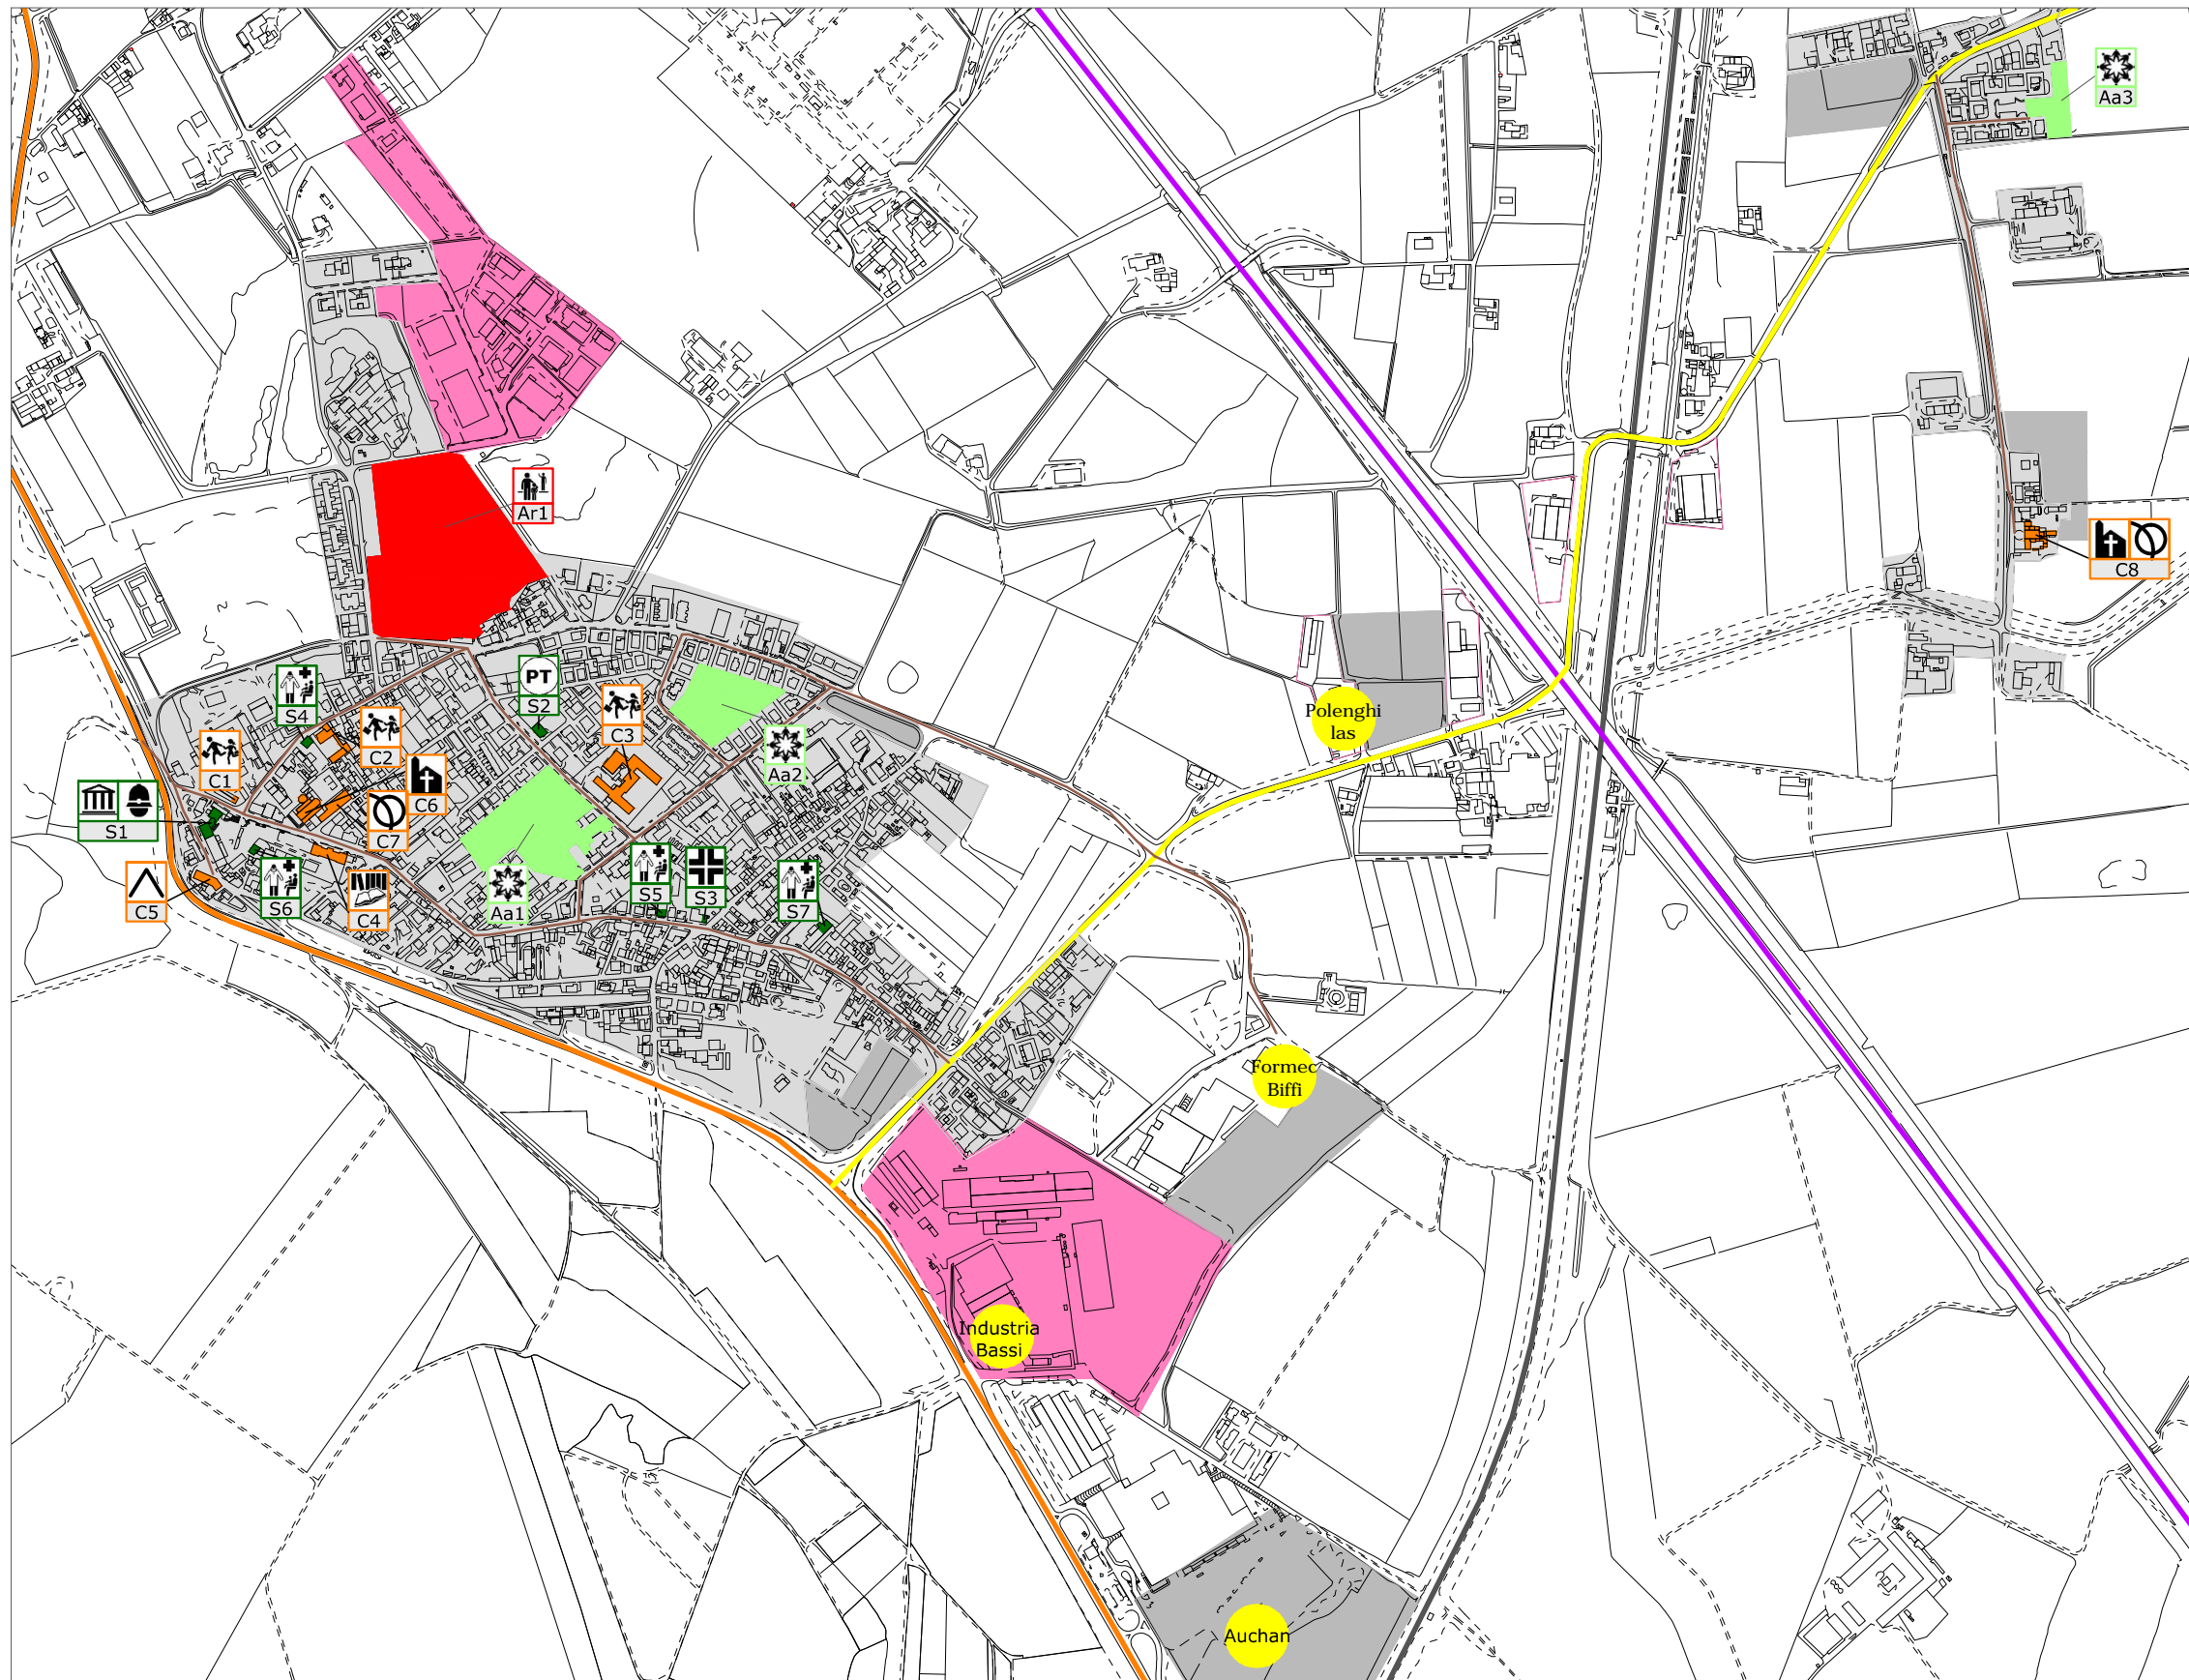 Aa3
Ar1
C8
S4
PT
S2
C3
C2
C1
Aa2
Polenghi
las
C6
S1
C7
S5
S3
S7
C5
S6
C4
Aa1
Formec
Biffi
Industria
Bassi
Auchan